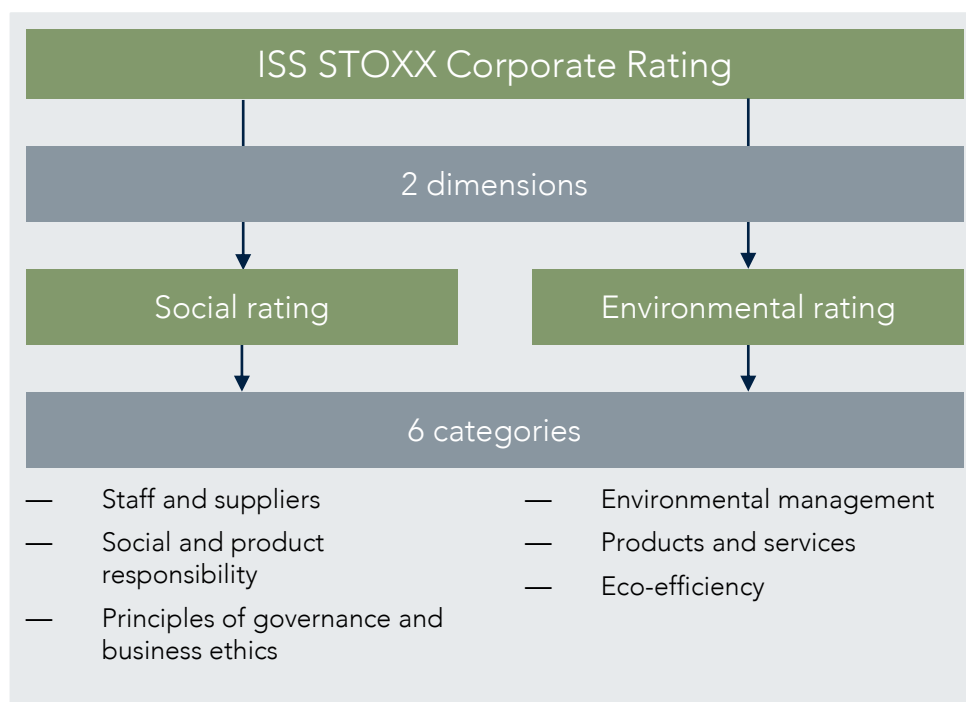 ISS STOXX Corporate Rating
2 dimensions
Social rating
Environmental rating
6 categories
— Staff and suppliers
— Social and product
responsibility
— Principles of governance and
business ethics
— Environmental management
— Products and services
— Eco-efficiency